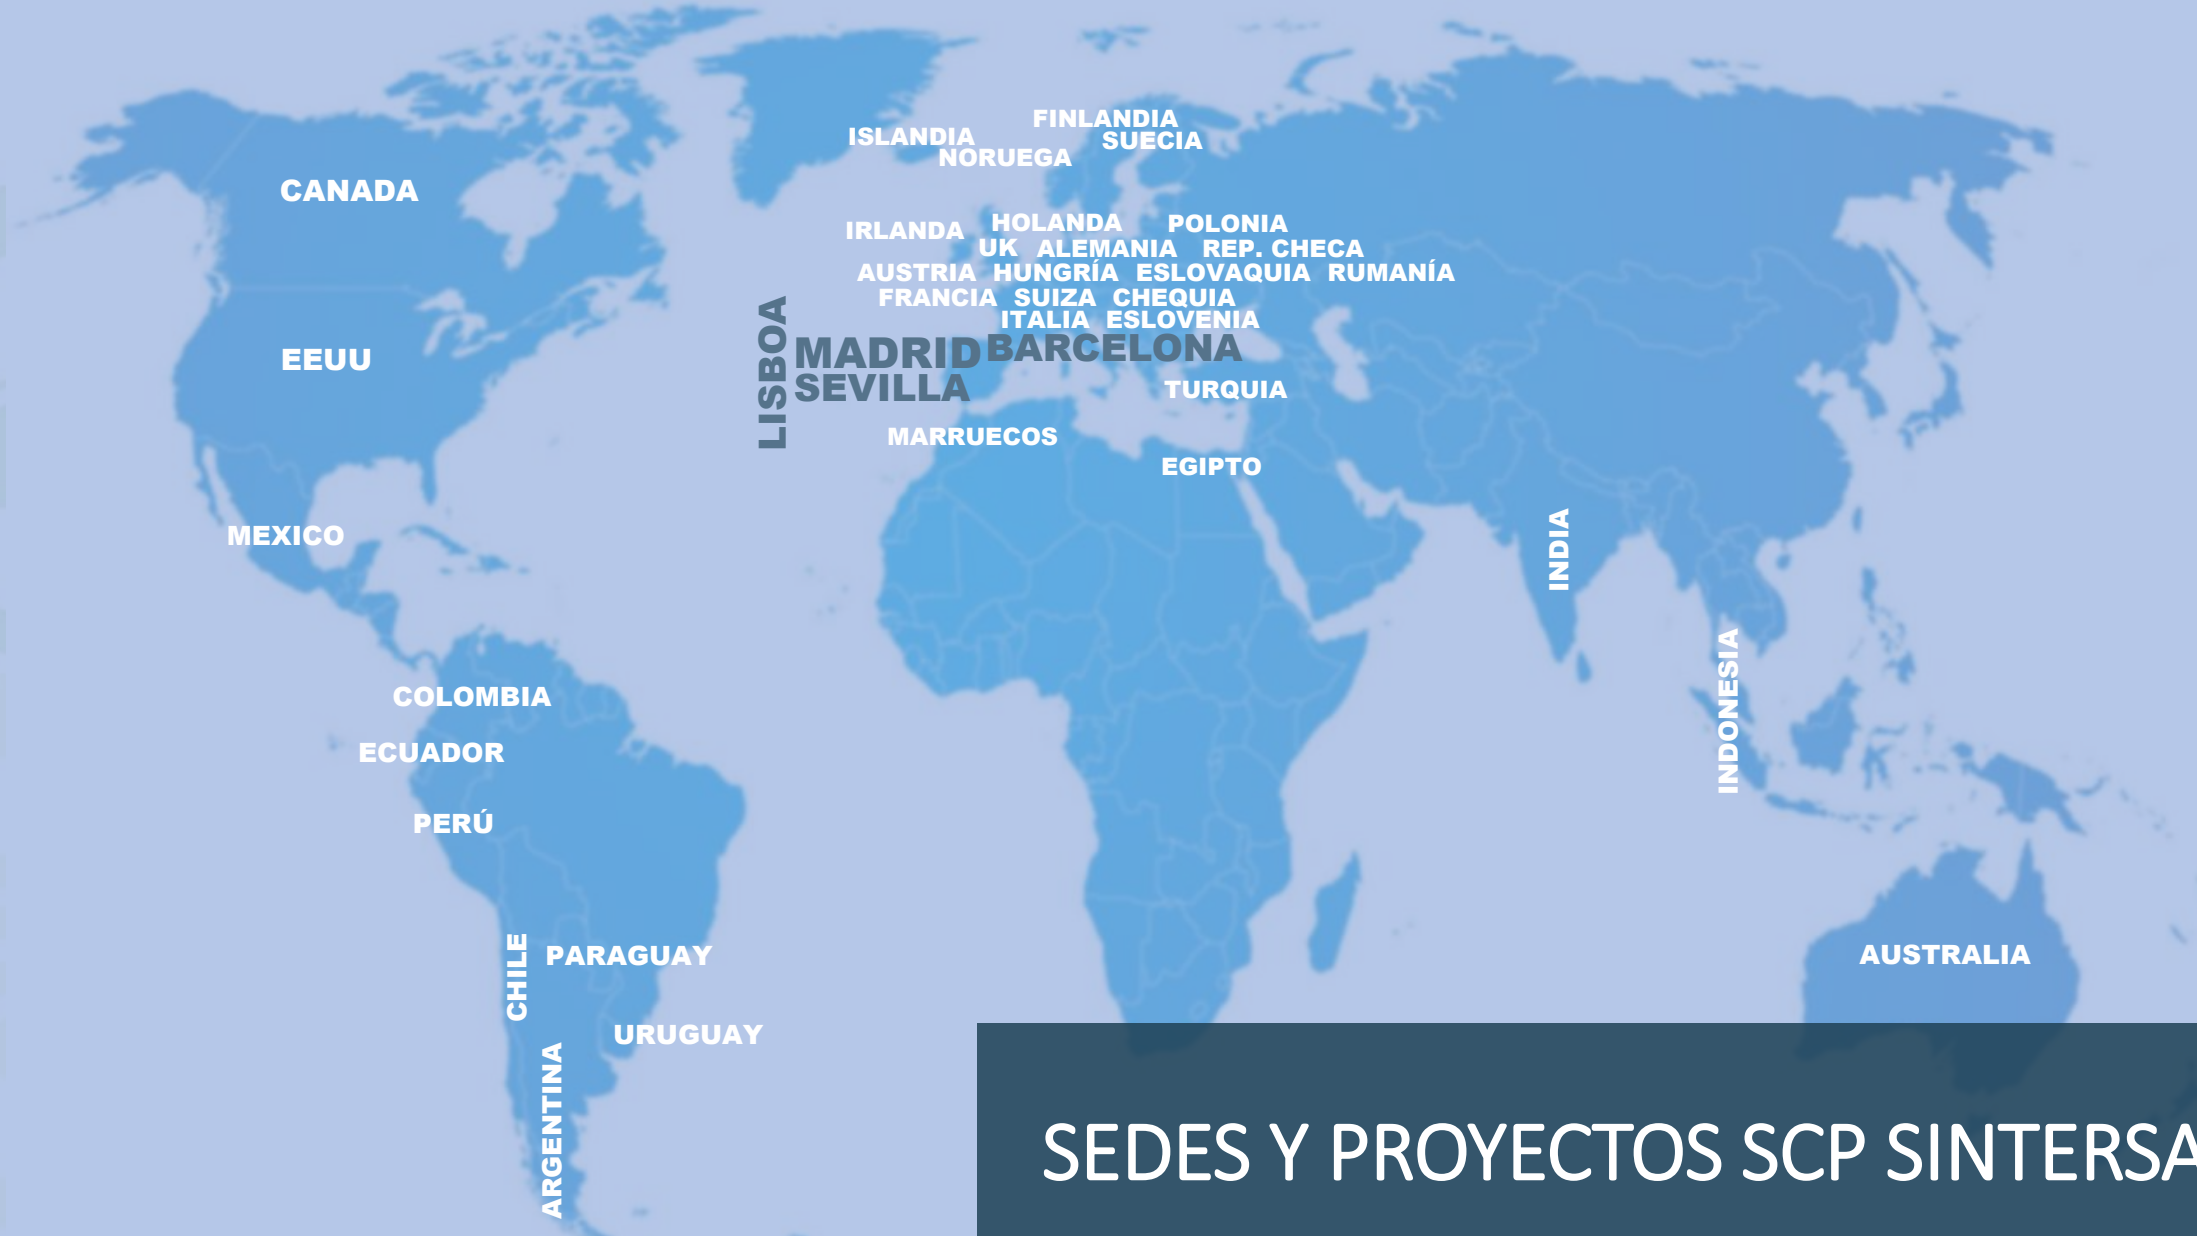 FINLANDIA
ISLANDIA
SUECIA
NORUEGA
CANADA
IRLANDA HOLANDA POLONIA
UK ALEMANIA REP. CHECA
AUSTRIA HUNGRÍA ESLOVAQUIA RUMANÍA
FRANCIA SUIZA CHEQUIA
ITALIA ESLOVENIA
LISBOA
MADRID BARCELONA
SEVILLA
EEUU
TURQUIA
MARRUECOS
EGIPTO
MEXICO
INDIA
INDONESIA
COLOMBIA
ECUADOR
PERÚ
CHILE
PARAGUAY
AUSTRALIA
URUGUAY
ARGENTINA
SEDES Y PROYECTOS SCP SINTERSA